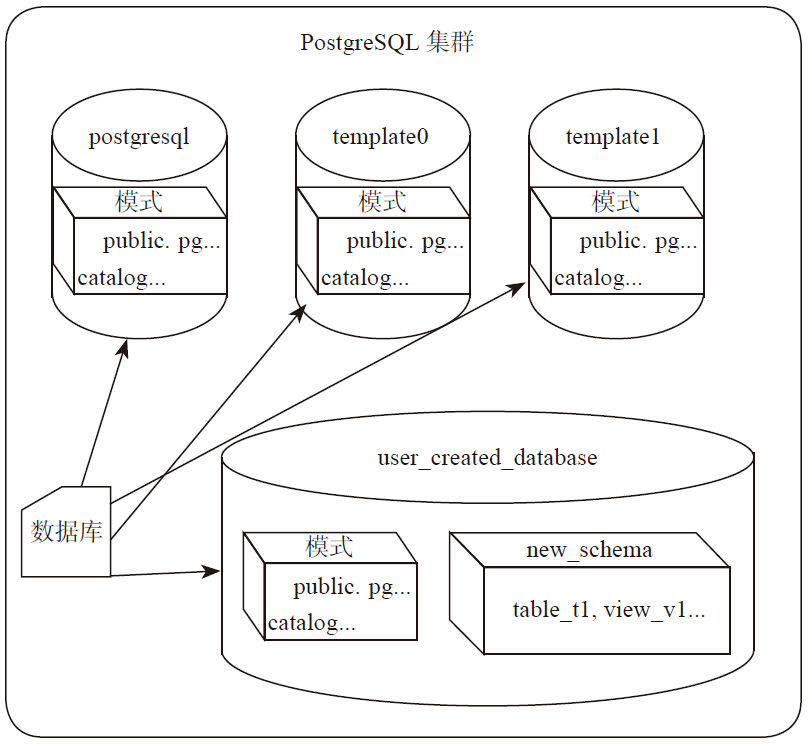 PostgreSQL 集群
postgresql
template0
template1
模式
public. pg...
catalog...
模式
public. pg...
catalog...
模式
public. pg...
catalog...
user_created_database
数据库
模式
public. pg...
catalog...
new_schema
table_t1, view_v1...